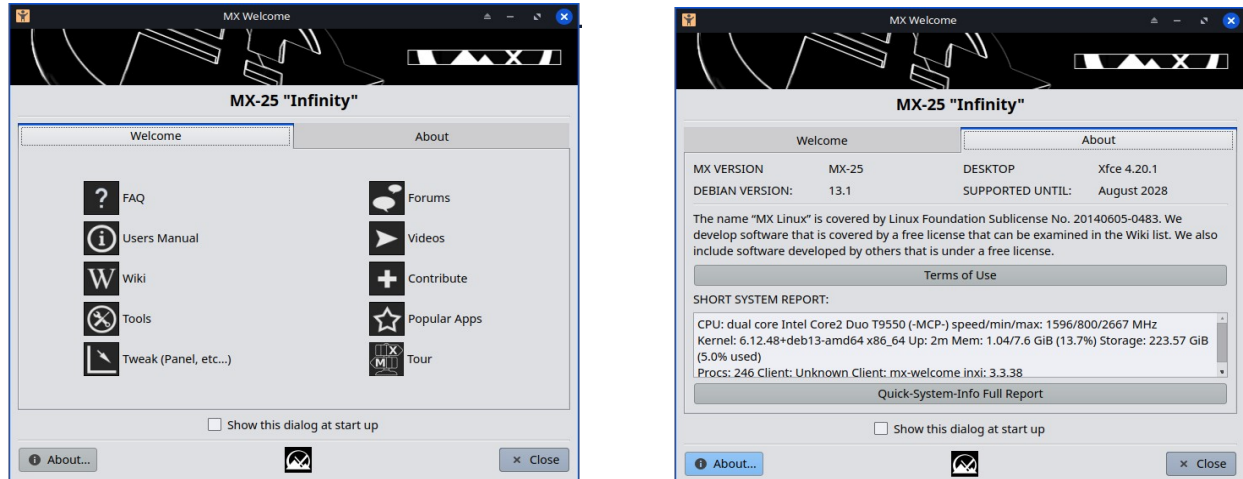 MX Welcome
MX-25 "Infinity"
Welcome
About
FAQ
Forums
Users Manual
Videos
Wiki
Contribute
Tools
Popular Apps
Tweak (Panel, etc...)
Tour
Show this dialog at start up
About...
Close
MX Welcome
MX-25 "Infinity"
Welcome
About
MX VERSION MX-25 DESKTOP Xfce 4.20.1
DEBIAN VERSION: 13.1 SUPPORTED UNTIL: August 2028
The name “MX Linux” is covered by Linux Foundation Sublicense No. 20140605-0483. We
develop software that is covered by a free license that can be examined in the Wiki list. We also
include software developed by others that is under a free license.
Terms of Use
SHORT SYSTEM REPORT:
CPU: dual core Intel Core2 Duo T9550 (-MCP-) speed/min/max: 1596/800/2667 MHz
Kernel: 6.12.48+deb13-amd64 x86_64 Up: 2m Mem: 1.04/7.6 GiB (13.7%) Storage: 223.57 GiB
(5.0% used)
Procs: 246 Client: Unknown Client: mx-welcome inxi: 3.3.38
Quick-System-Info Full Report
Show this dialog at start up
About...
Close